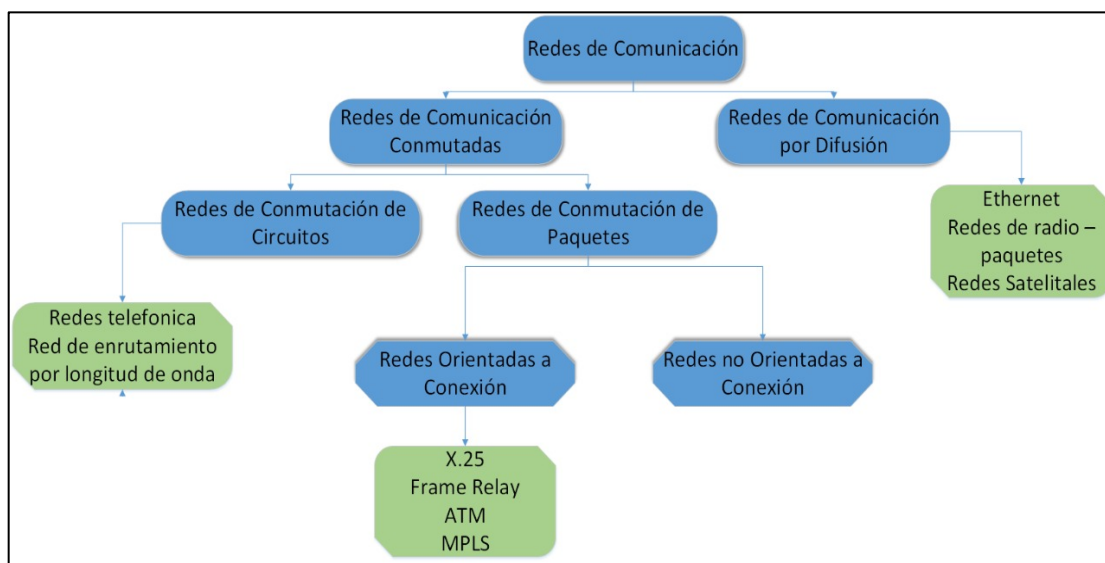 Redes de Comunicación
Redes de Comunicación
Conmutadas
Redes de Comunicación
por Difusión
Redes de Conmutación de
Circuitos
Redes de Conmutación de
Paquetes
Ethernet
Redes de radio –
paquetes
Redes Satelitales
Redes telefonica
Red de enrutamiento
por longitud de onda
Redes Orientadas a
Conexión
Redes no Orientadas a
Conexión
X.25
Frame Relay
ATM
MPLS